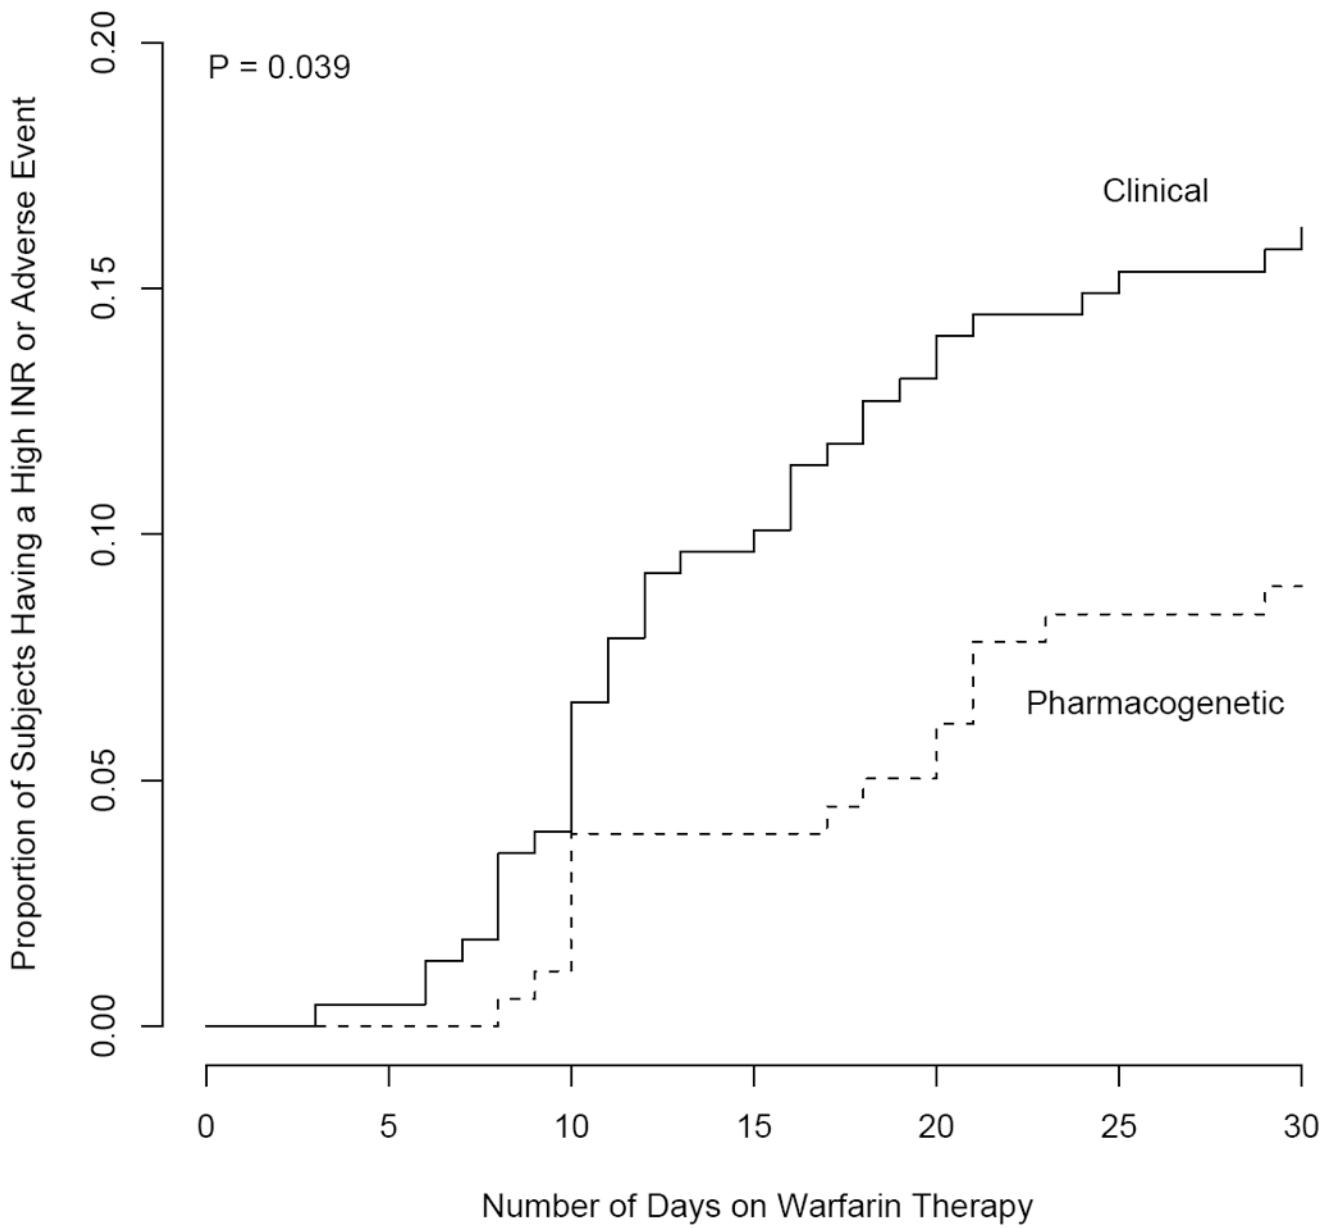 Proportion of Subjects Having a High INR or Adverse Event
0.20
0.15
0.10
0.05
0.00
P = 0.039
Clinical
Pharmacogenetic
0 5 10 15 20 25 30
Number of Days on Warfarin Therapy